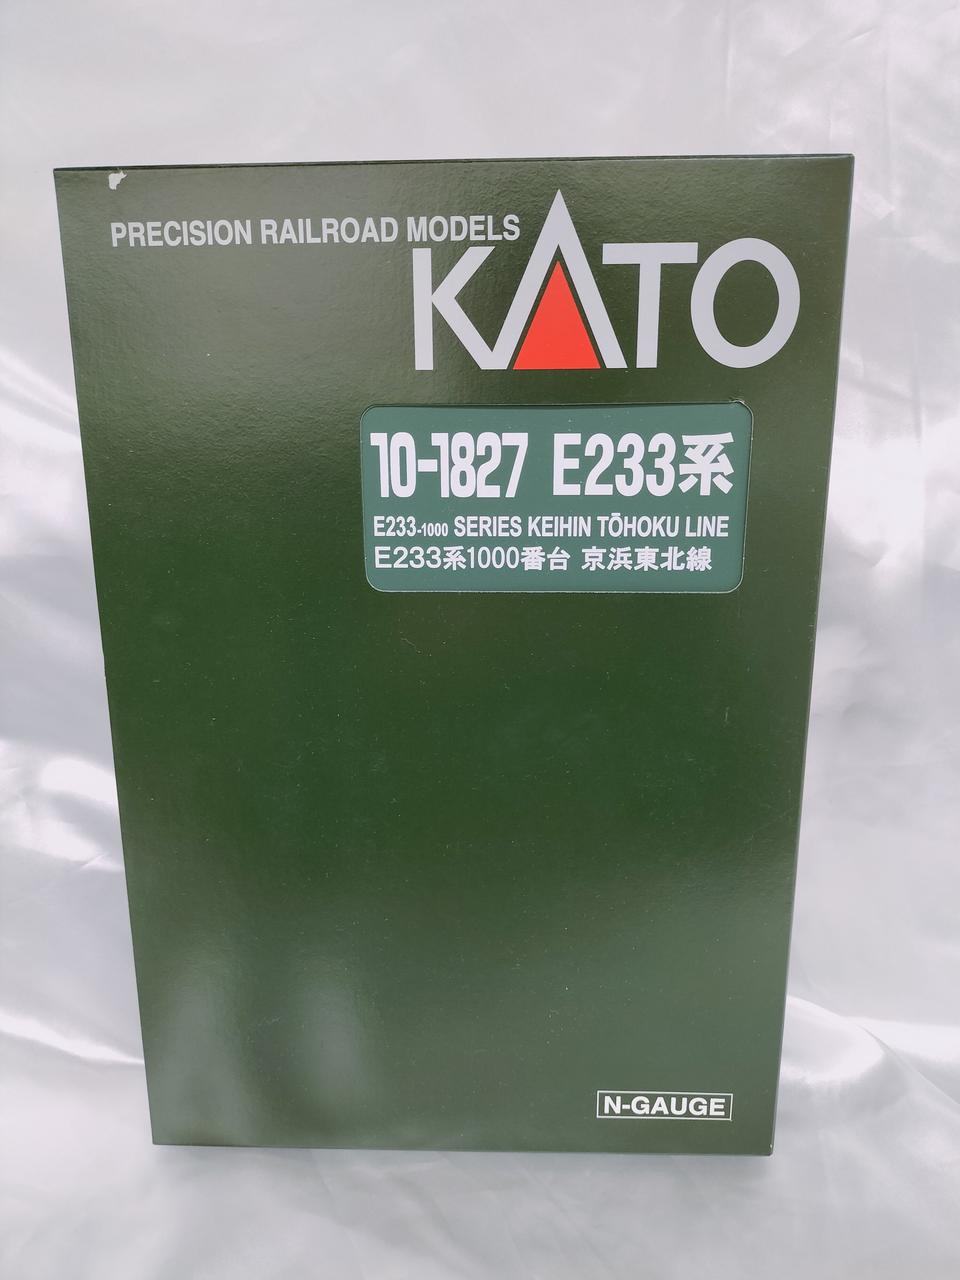 PRECISION RAILROAD MODELS
KATO
10-1827 E233系
E233-1000 SERIES KEIHIN TŌHOKU LINE
E233系1000番台 京浜東北線
N-GAUGE